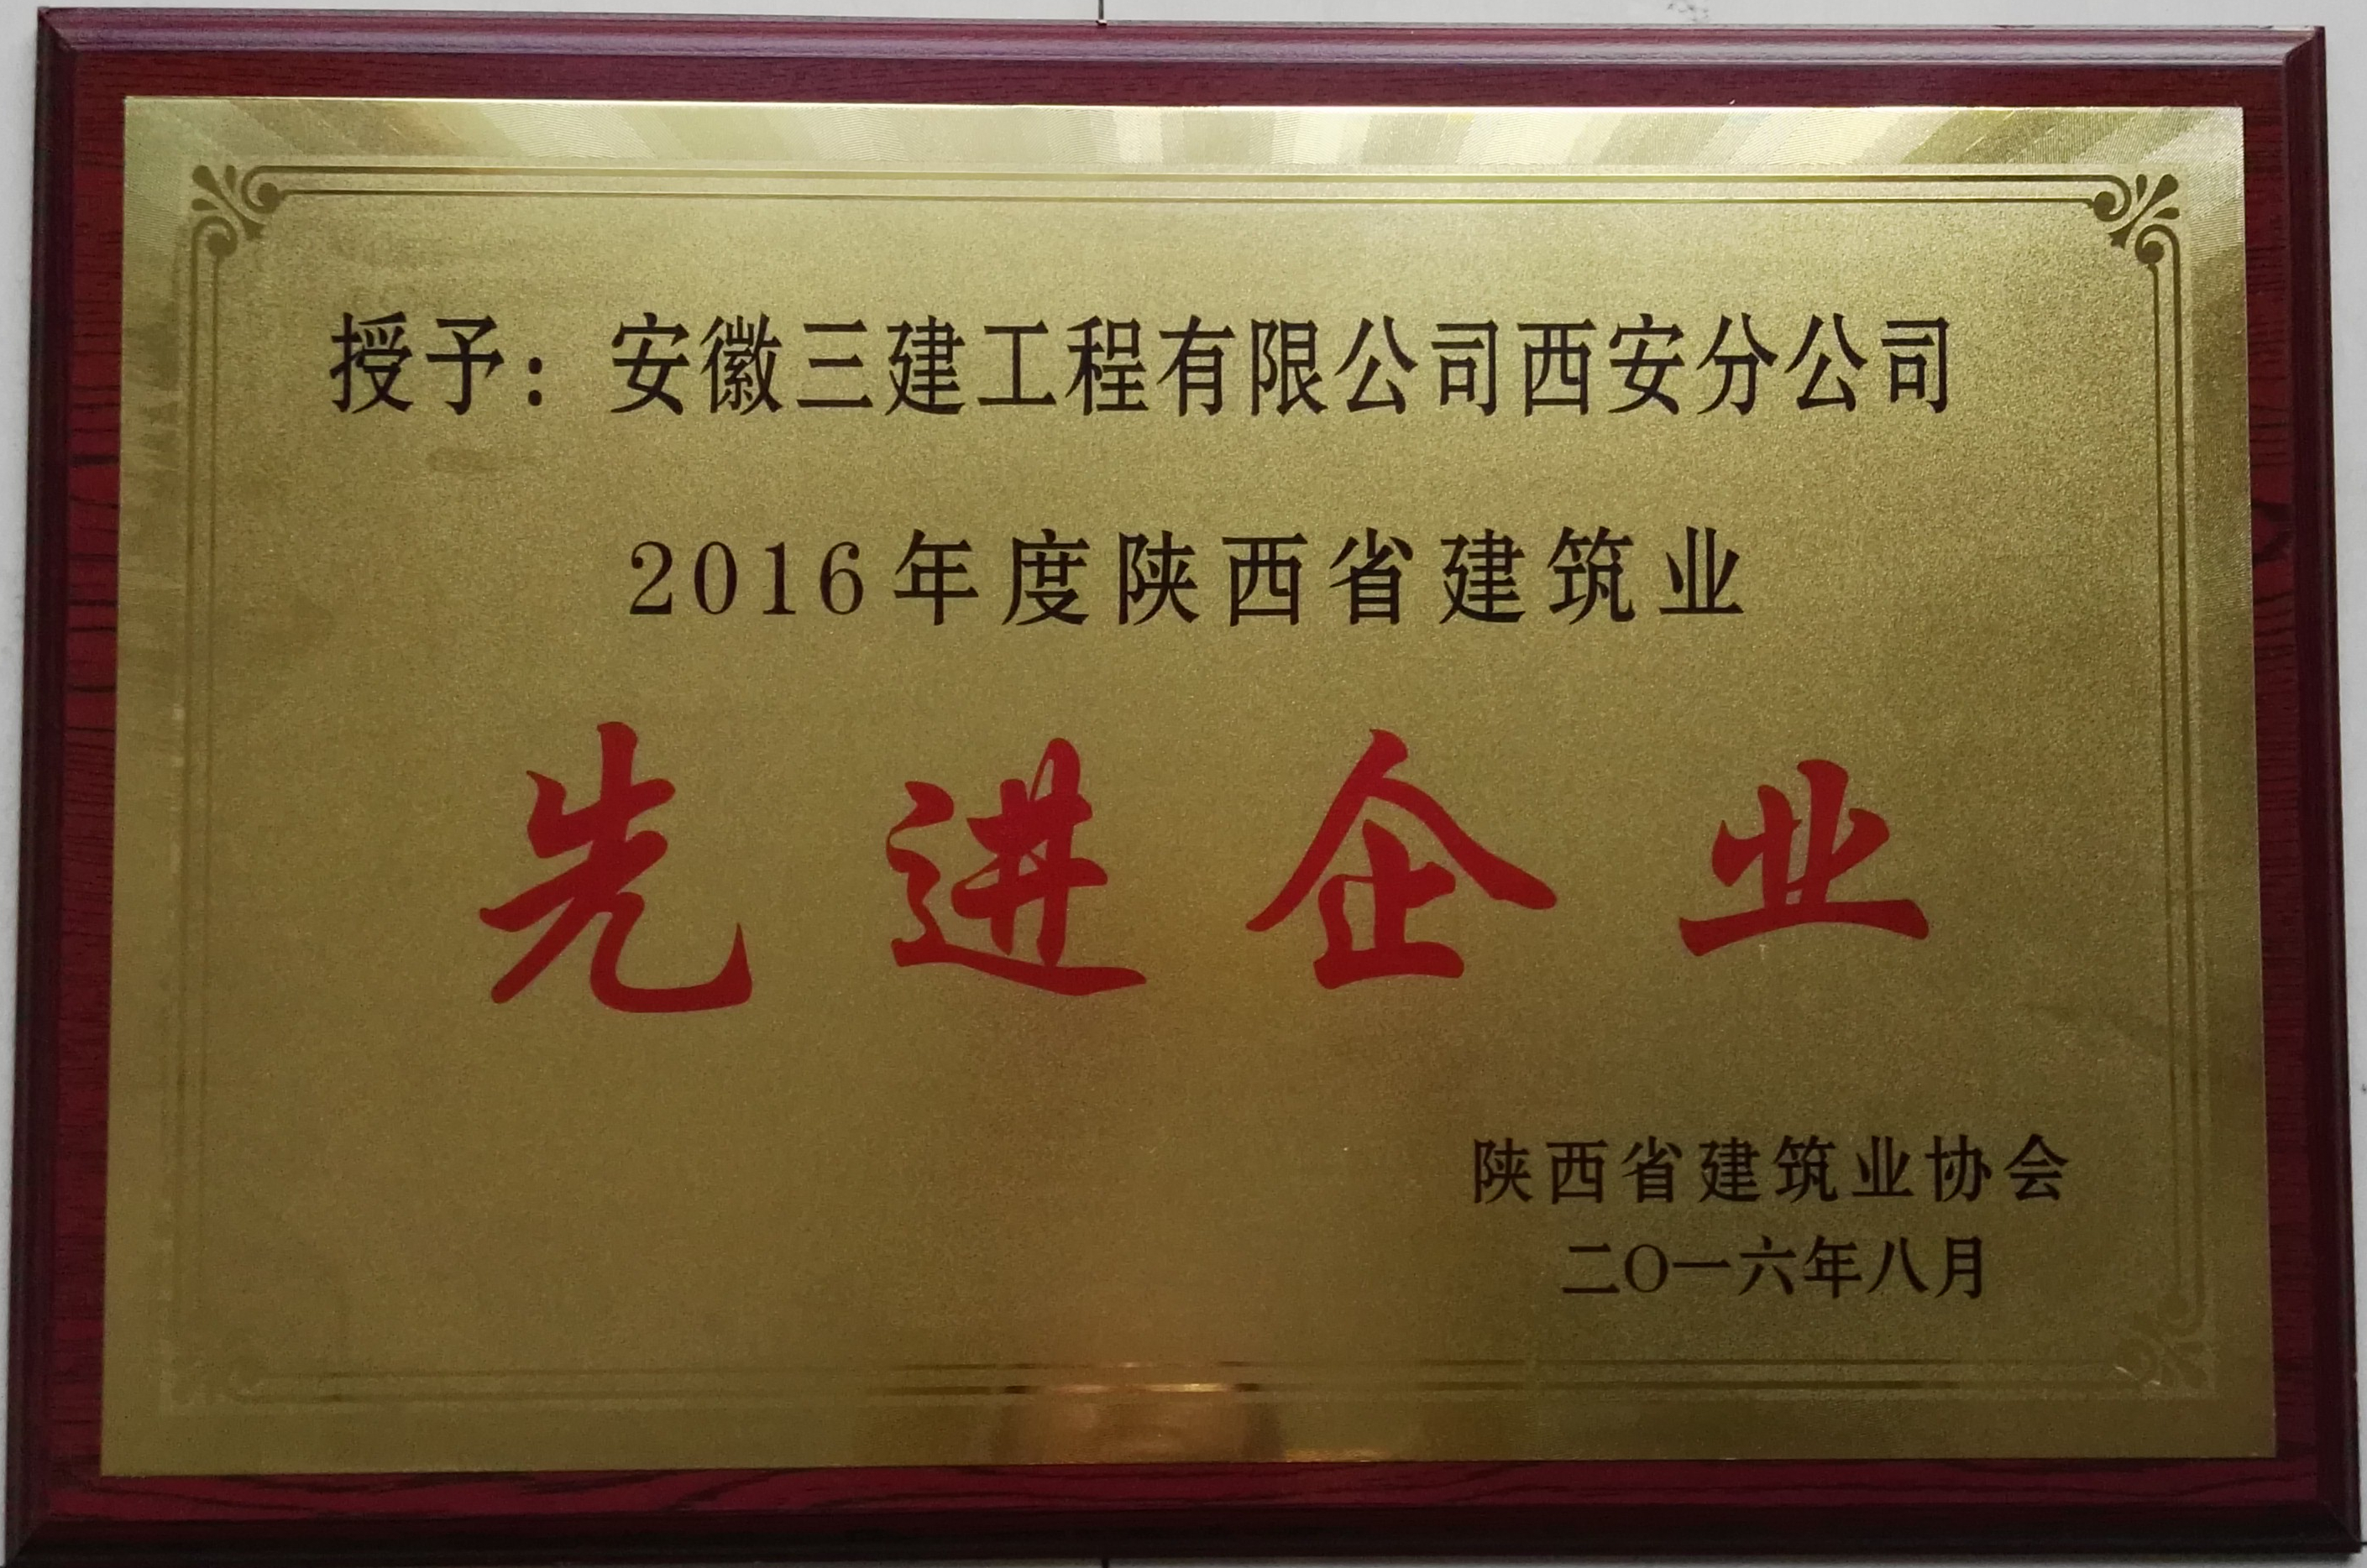 授予：安徽三建工程有限公司西安分公司
2016年度陕西省建筑业
先进企业
陕西省建筑业协会
二〇一六年八月